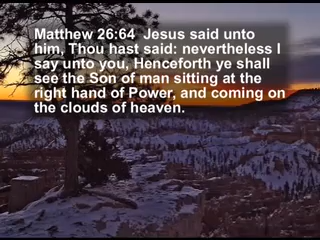 Matthew 26:64  Jesus said unto
him, Thou hast said: nevertheless I
say unto you, Henceforth ye shall
see the Son of man sitting at the
right hand of Power, and coming on
the clouds of heaven.